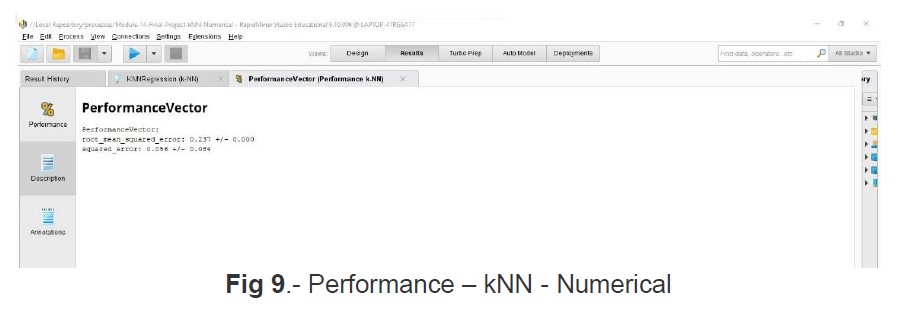 //Local Repository/processes/Module-14-Final-Project-kNN-Numerical – RapidMiner Studio Educational 9.10.006 @ LAPTOP-
File Edit Process View Connections Settings Extensions Help
Views: Design Results Turbo Prep Auto Model Deployments Find data, operators...etc All Studio
Result History KNNRegression (k-NN) PerformanceVector (Performance k.NN) ory
PerformanceVector
Performance
PerformanceVector:
root_mean_squared_error: 0.237 +/- 0.000
squared_error: 0.056 +/- 0.084
Description
Annotations
Fig 9.- Performance – kNN - Numerical